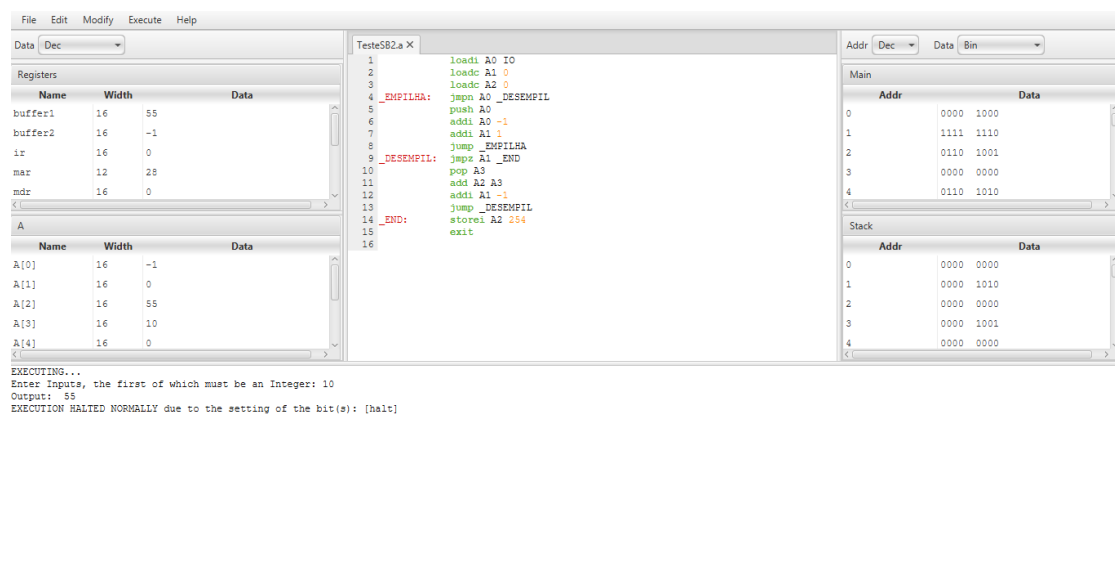 File Edit Modify Execute Help
Data Dec
Registers
Name Width Data
buffer1 16 55
buffer2 16 -1
ir 16 0
mar 12 28
mdr 16 0
A
Name Width Data
A[0] 16 -1
A[1] 16 0
A[2] 16 55
A[3] 16 10
A[4] 16 0
TesteSB2.a X
1 loadi A0 IO
2 loadc A1 0
3 loadc A2 0
4 _EMPILHA: jmpn A0 _DESEMPIL
5 push A0
6 addi A0 -1
7 addi A1 1
8 jump _EMPILHA
9 _DESEMPIL: jmpz A1 _END
10 pop A3
11 add A2 A3
12 addi A1 -1
13 jump _DESEMPIL
14 _END: storei A2 254
15 exit
16
Addr Dec Data Bin
Main
Addr Data
0 0000 1000
1 1111 1110
2 0110 1001
3 0000 0000
4 0110 1010
Stack
Addr Data
0 0000 0000
1 0000 1010
2 0000 0000
3 0000 1001
4 0000 0000
EXECUTING...
Enter Inputs, the first of which must be an Integer: 10
Output: 55
EXECUTION HALTED NORMALLY due to the setting of the bit(s): [halt]